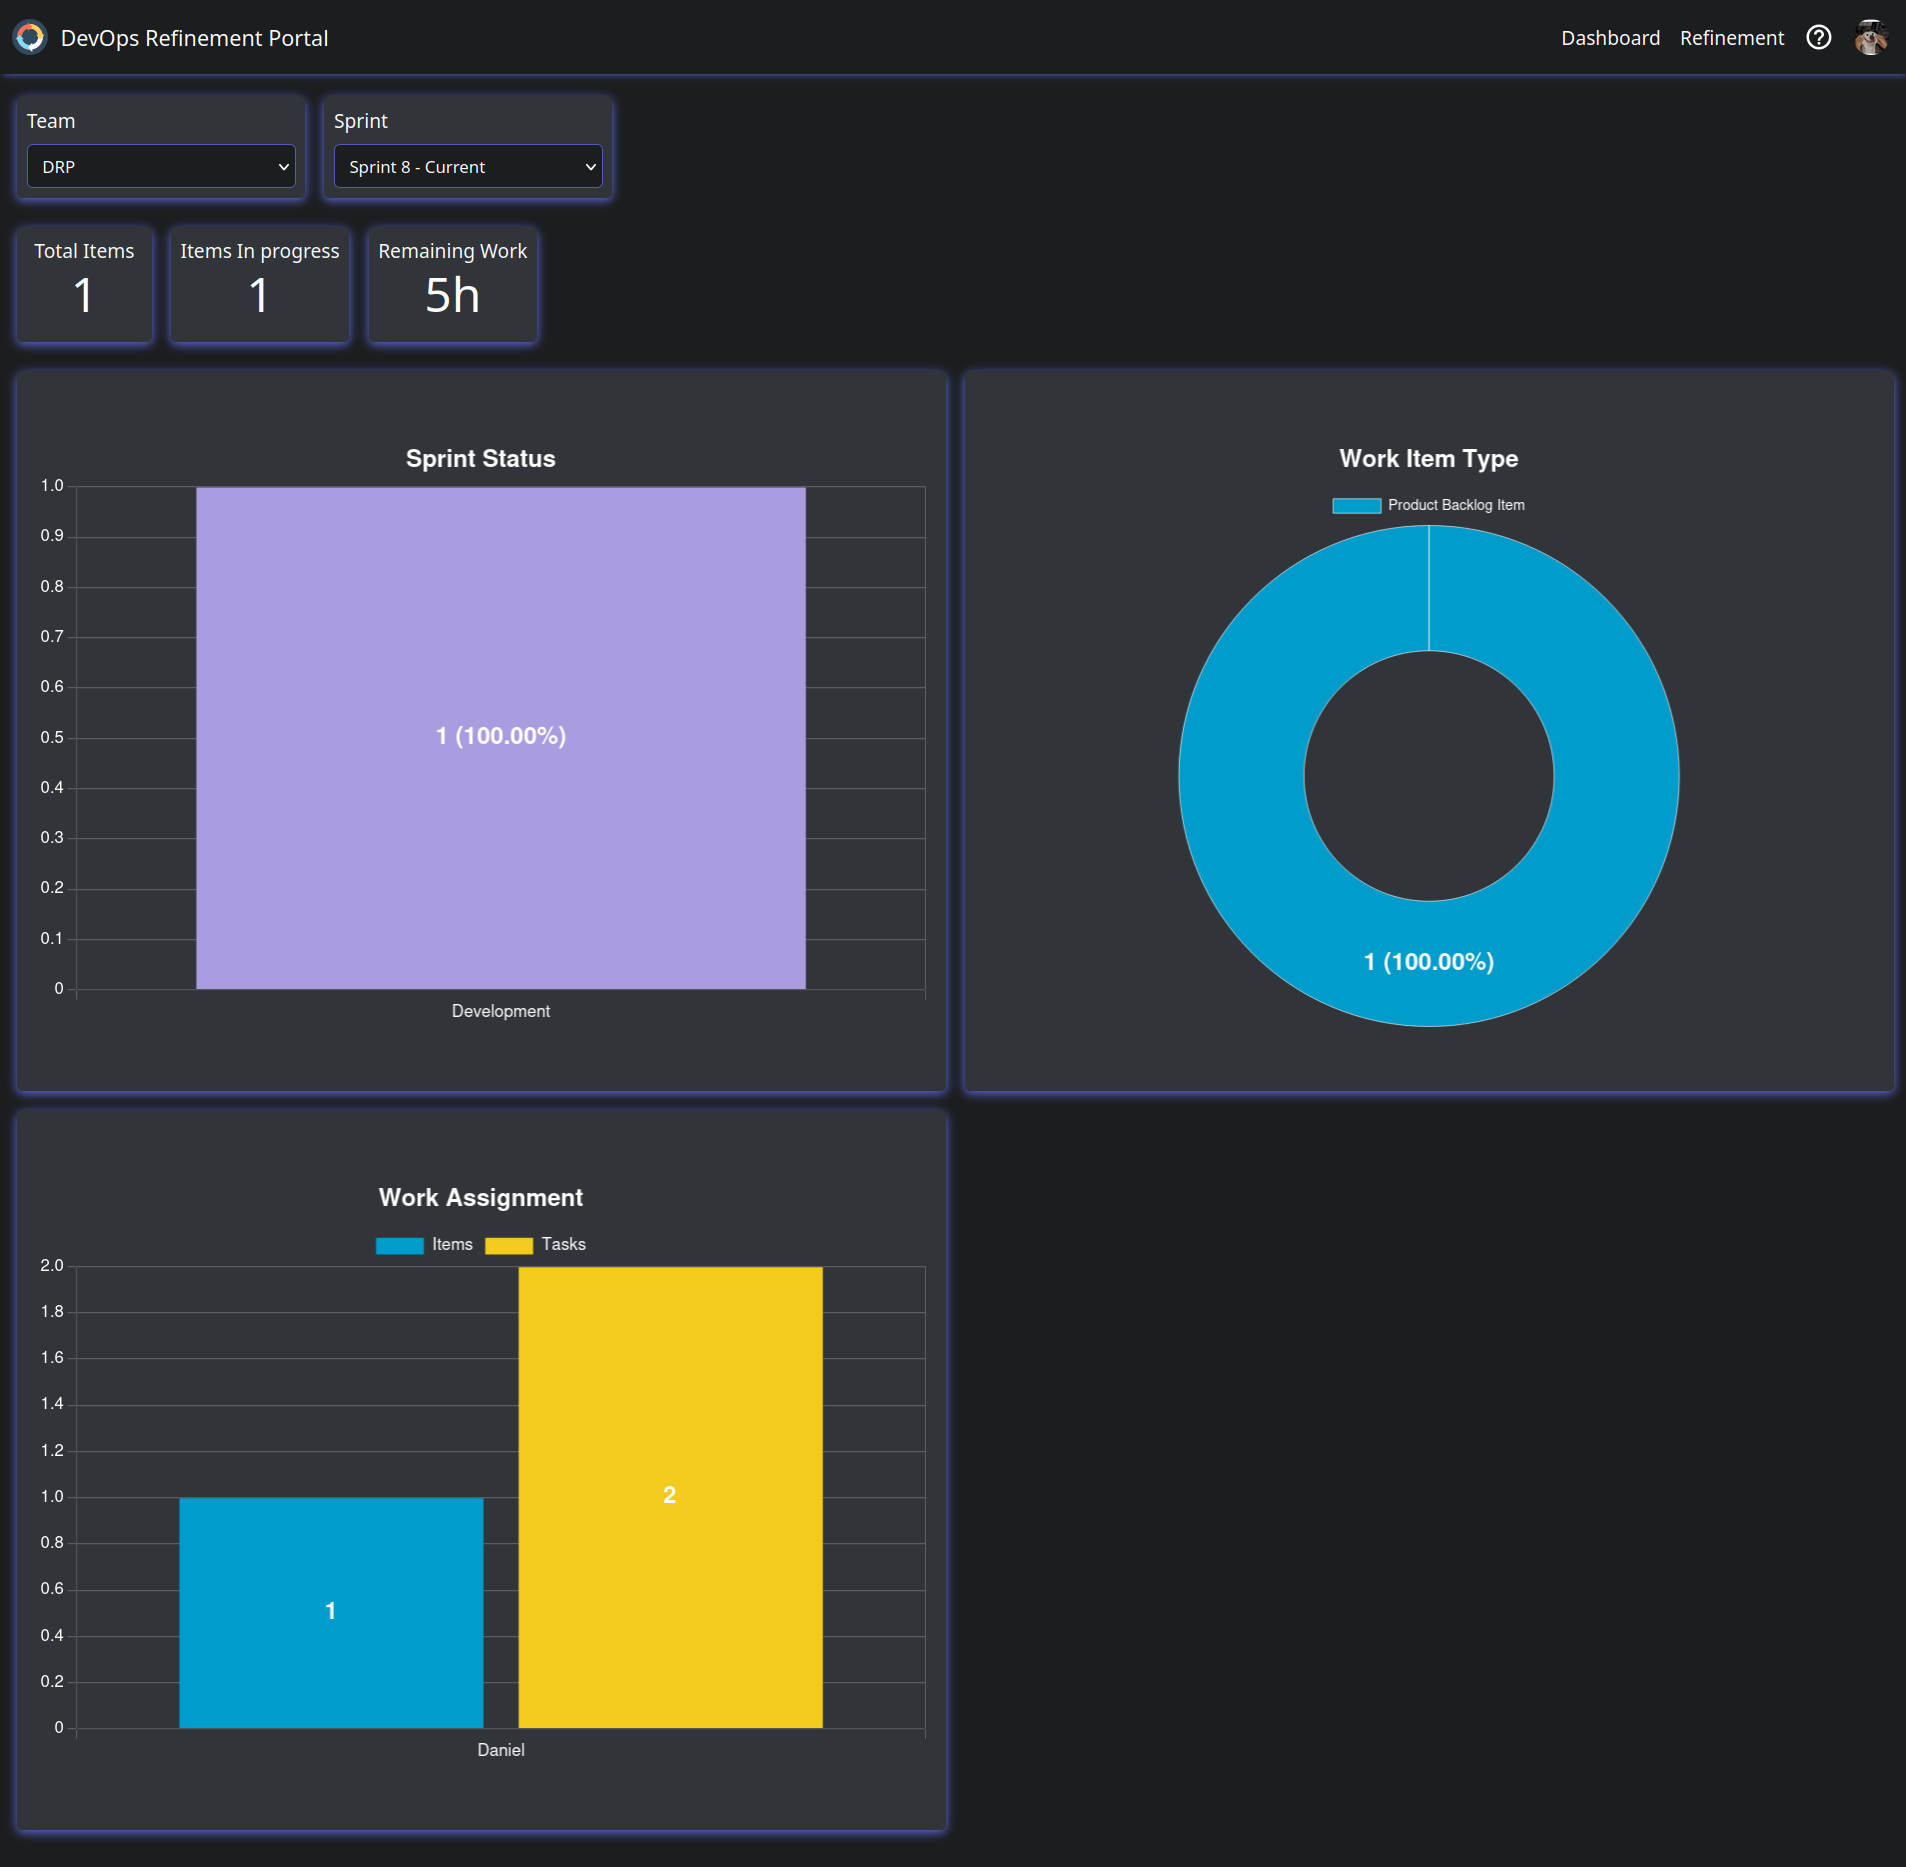 DevOps Refinement Portal
Dashboard Refinement
Team
DRP
Sprint
Sprint 8 - Current
Total Items
1
Items In progress
1
Remaining Work
5h
Sprint Status
1.0
0.9
0.8
0.7
0.6
0.5
0.4
0.3
0.2
0.1
0
1 (100.00%)
Development
Work Item Type
Product Backlog Item
1 (100.00%)
Work Assignment
Items Tasks
2.0
1.8
1.6
1.4
1.2
1.0
0.8
0.6
0.4
0.2
0
1
2
Daniel